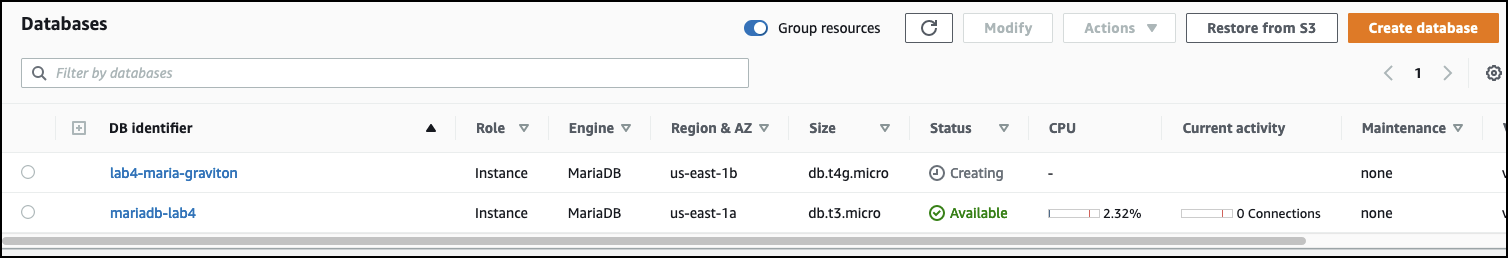 Databases
Group resources
Modify
Actions
Restore from S3
Create database
Filter by databases
1
DB identifier Role Engine Region & AZ Size Status CPU Current activity Maintenance
lab4-maria-graviton Instance MariaDB us-east-1b db.t4g.micro Creating - none
mariadb-lab4 Instance MariaDB us-east-1a db.t3.micro Available 2.32% 0 Connections none